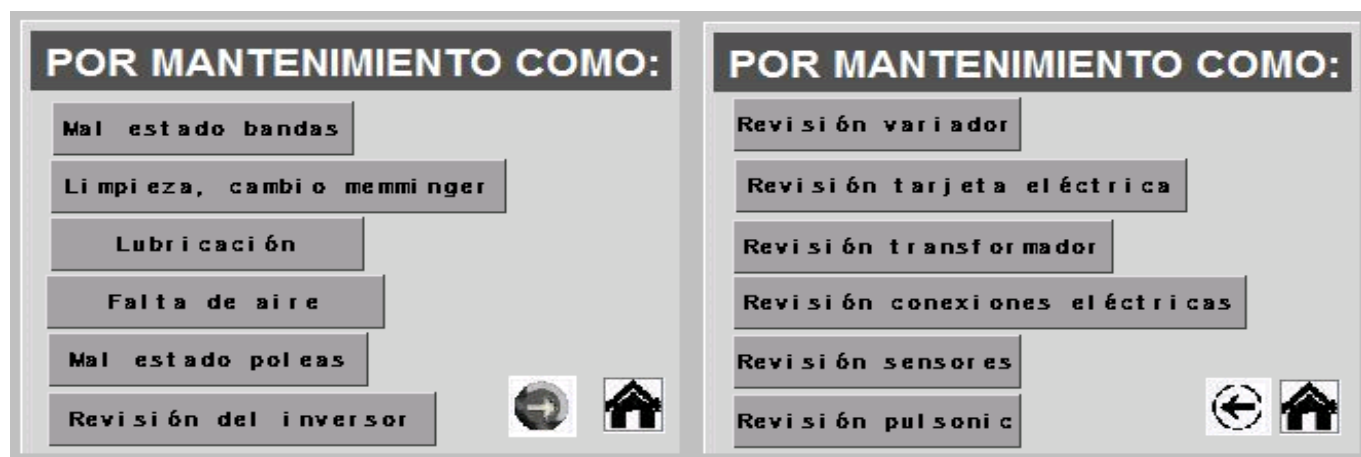 POR MANTENIMIENTO COMO:
Mal estado bandas
Limpieza, cambio memminger
Lubricación
Falta de aire
Mal estado poleas
Revisión del inversor
POR MANTENIMIENTO COMO:
Revisión variador
Revisión tarjeta eléctrica
Revisión transformador
Revisión conexiones eléctricas
Revisión sensores
Revisión pulsonic